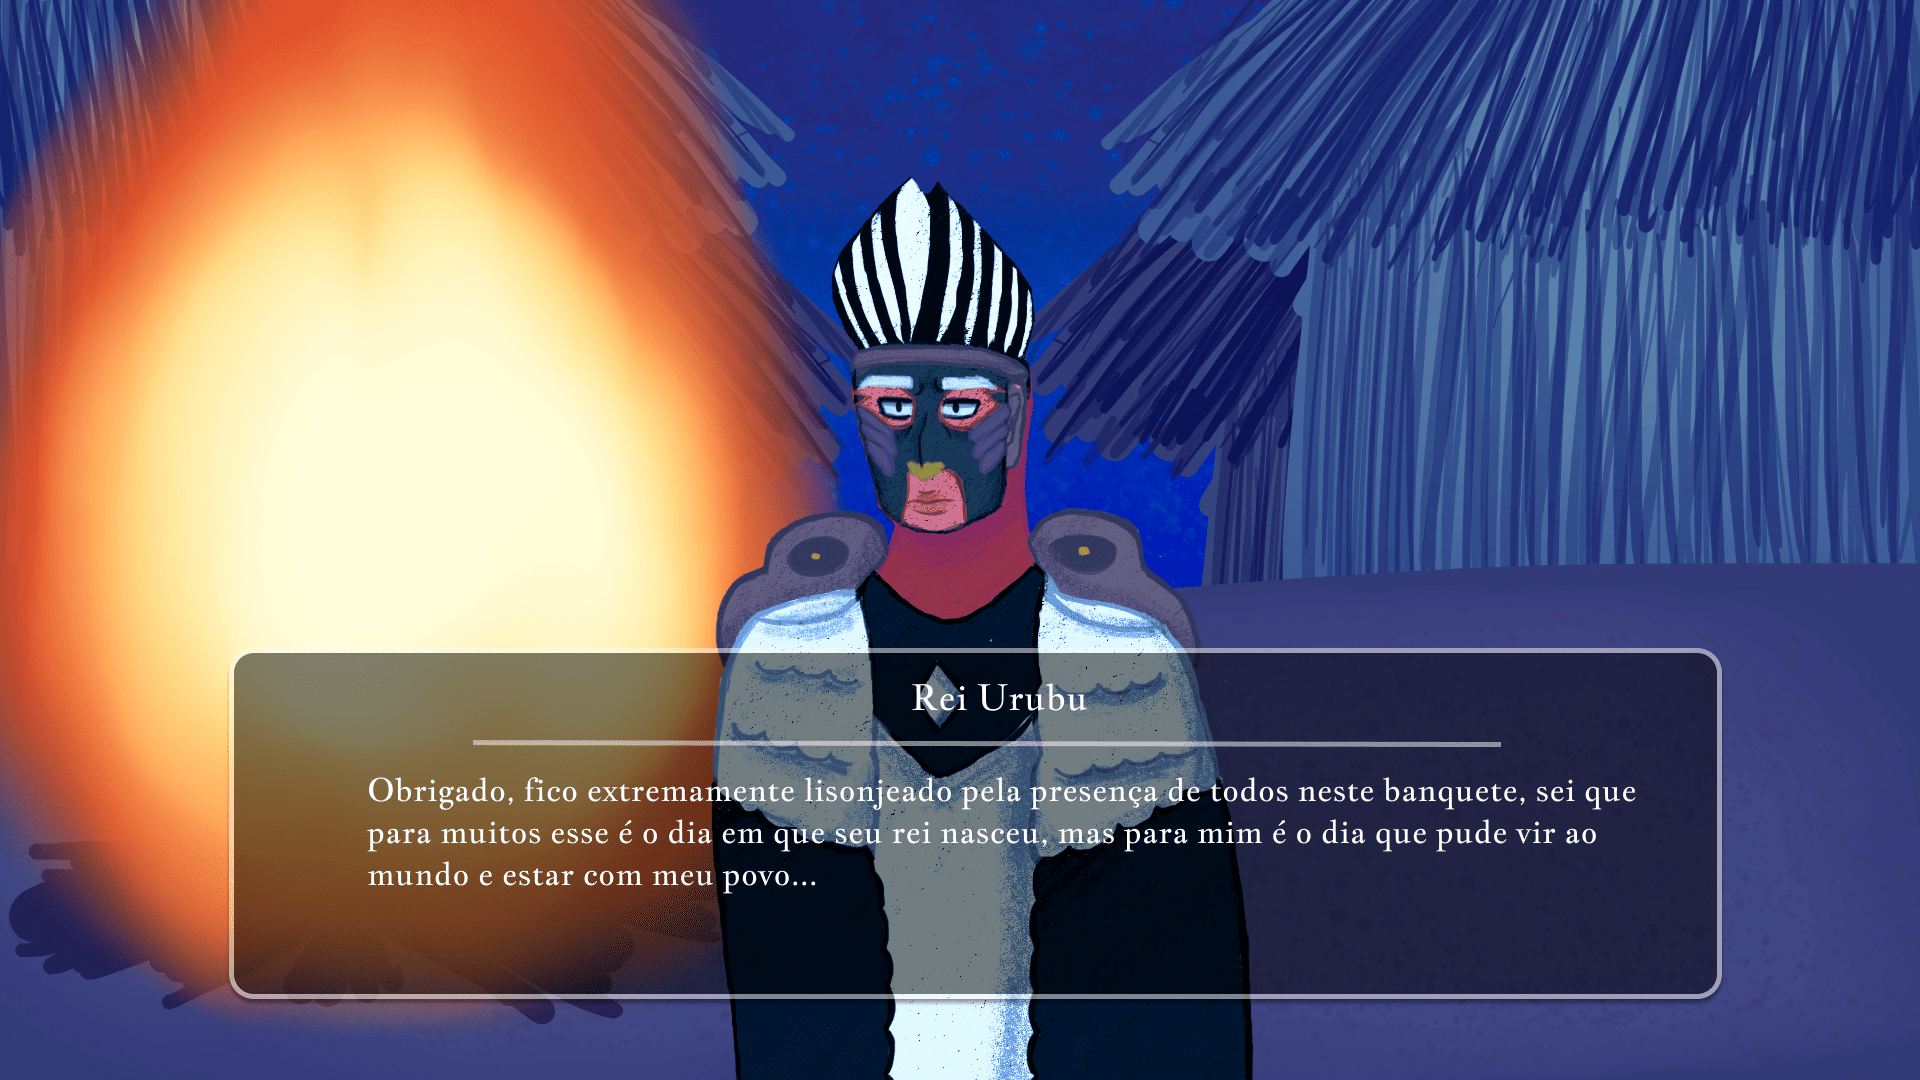 Rei Urubu
Obrigado, fico extremamente lisonjeado pela presença de todos neste banquete, sei que
para muitos esse é o dia em que seu rei nasceu, mas para mim é o dia que pude vir ao
mundo e estar com meu povo...